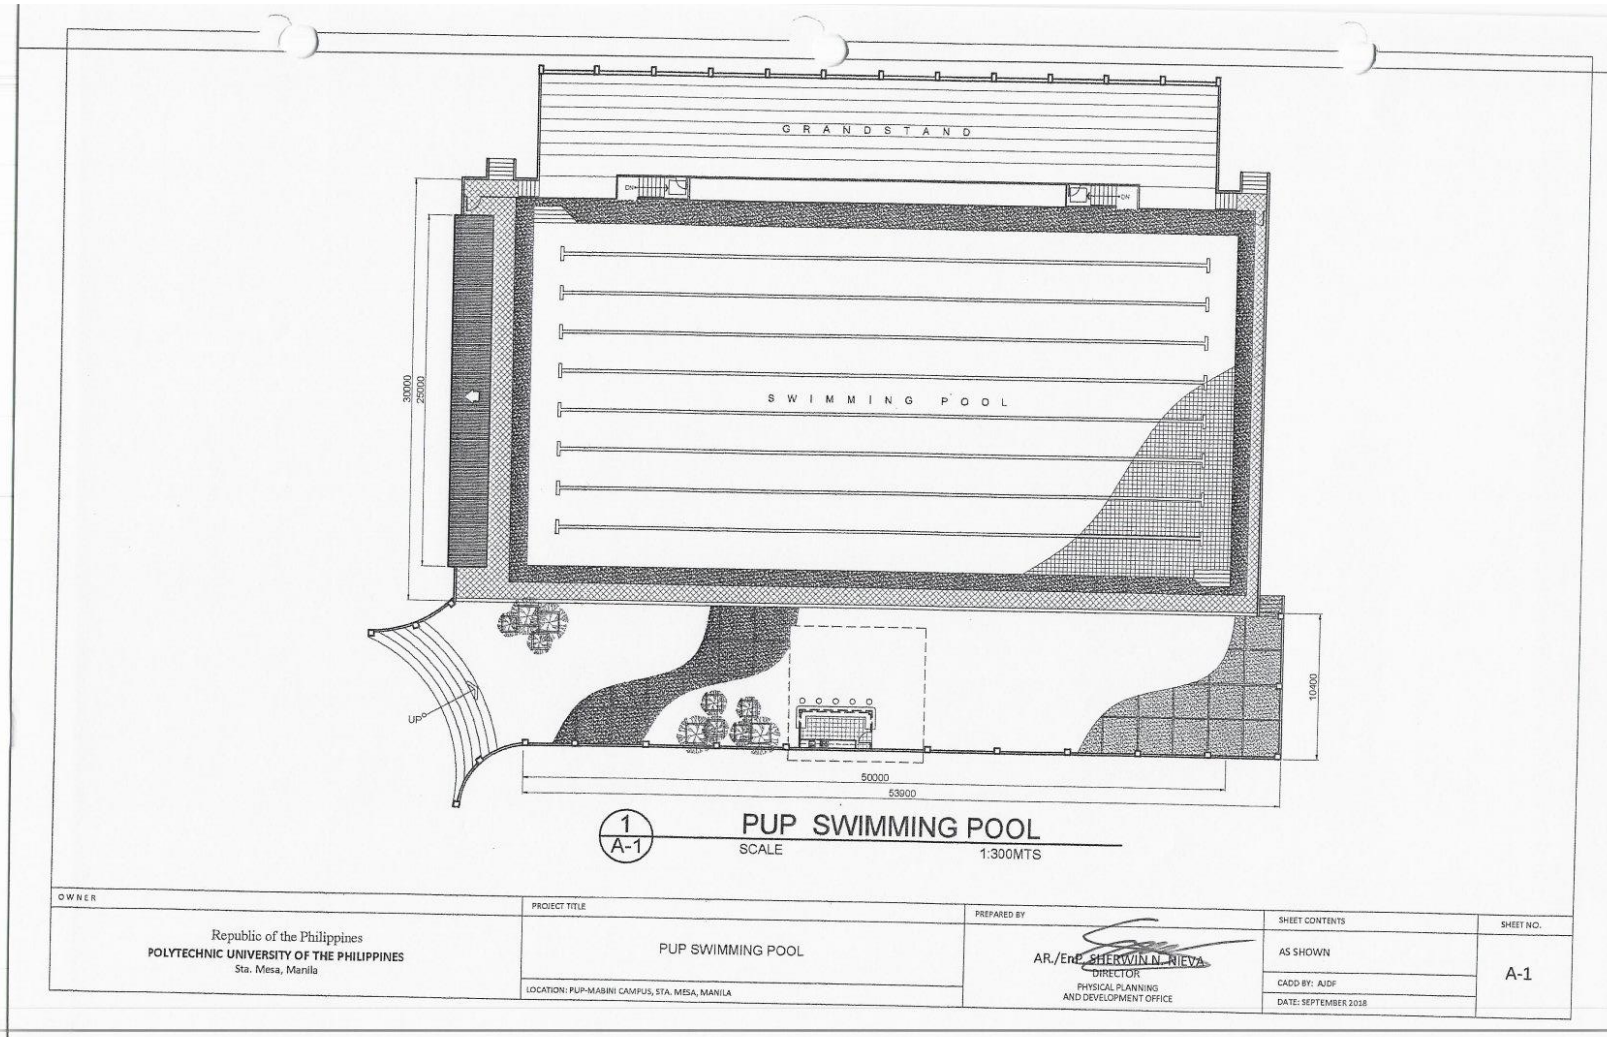 GRANDSTAND
DN
DN
30000
25000
SWIMMING POOL
UP
10400
50000
53900
1
A-1
PUP SWIMMING POOL
SCALE
1:300MTS
OWNER
Republic of the Philippines
POLYTECHNIC UNIVERSITY OF THE PHILIPPINES
Sta. Mesa, Manila
PROJECT TITLE
PUP SWIMMING POOL
LOCATION: PUP-MABINI CAMPUS, STA. MESA, MANILA
PREPARED BY
AR./EnP. SHERWIN N. NIEVA
DIRECTOR
PHYSICAL PLANNING
AND DEVELOPMENT OFFICE
SHEET CONTENTS
AS SHOWN
CADD BY: AJDF
DATE: SEPTEMBER 2018
SHEET NO.
A-1